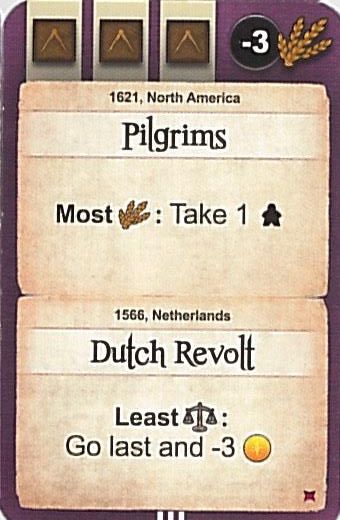 -3
1621, North America
Pilgrims
Most : Take 1
1566, Netherlands
Dutch Revolt
Least :
Go last and -3